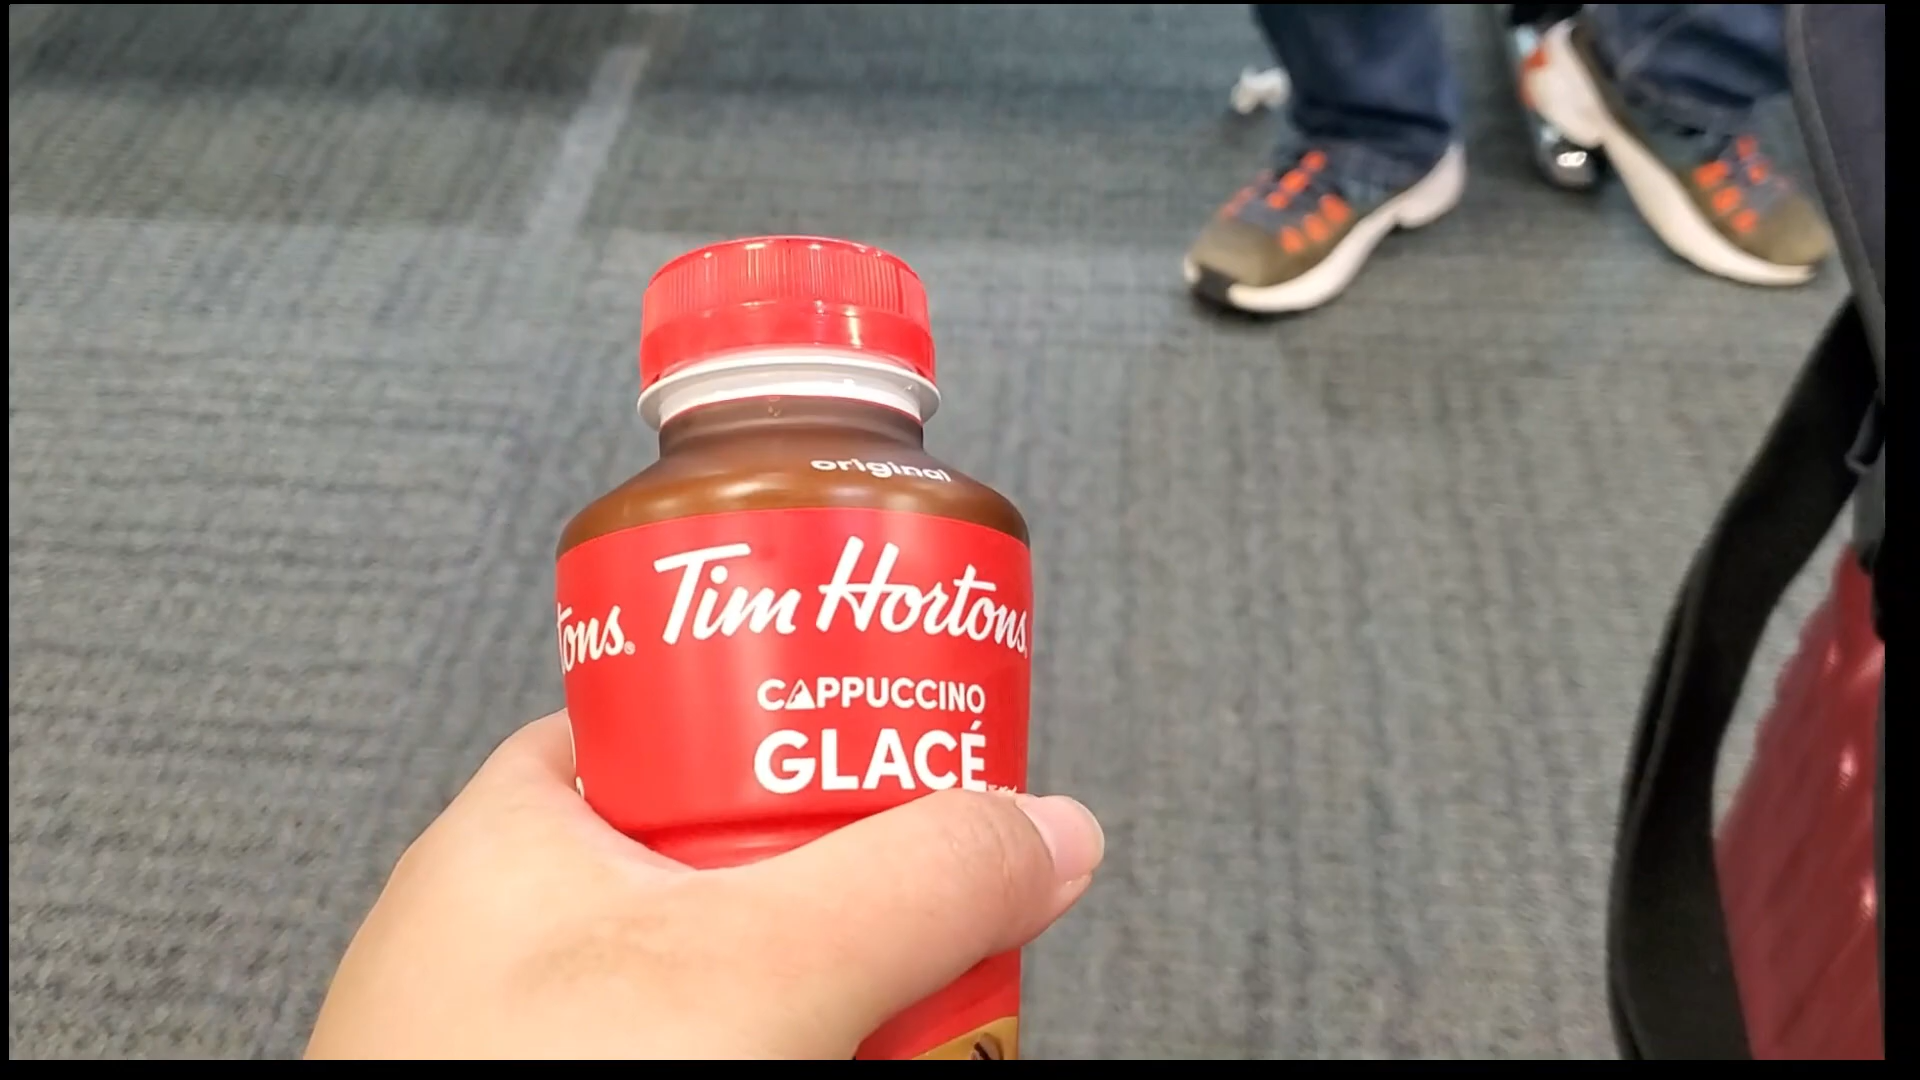 original
tons®
Tim Hortons
CAPPUCCINO
GLACÉ